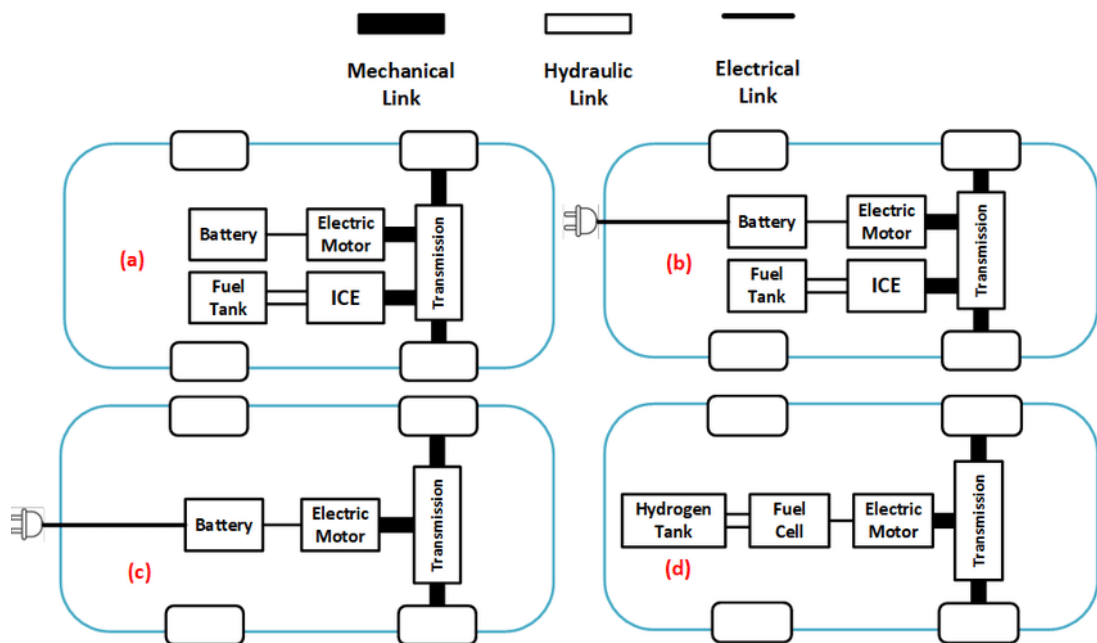 Mechanical
Link
Hydraulic
Link
Electrical
Link
Battery
Electric
Motor
Fuel
Tank
ICE
Transmission
(a)
Battery
Electric
Motor
Fuel
Tank
ICE
Transmission
(b)
Battery
Electric
Motor
Transmission
(c)
Hydrogen
Tank
Fuel
Cell
Electric
Motor
Transmission
(d)